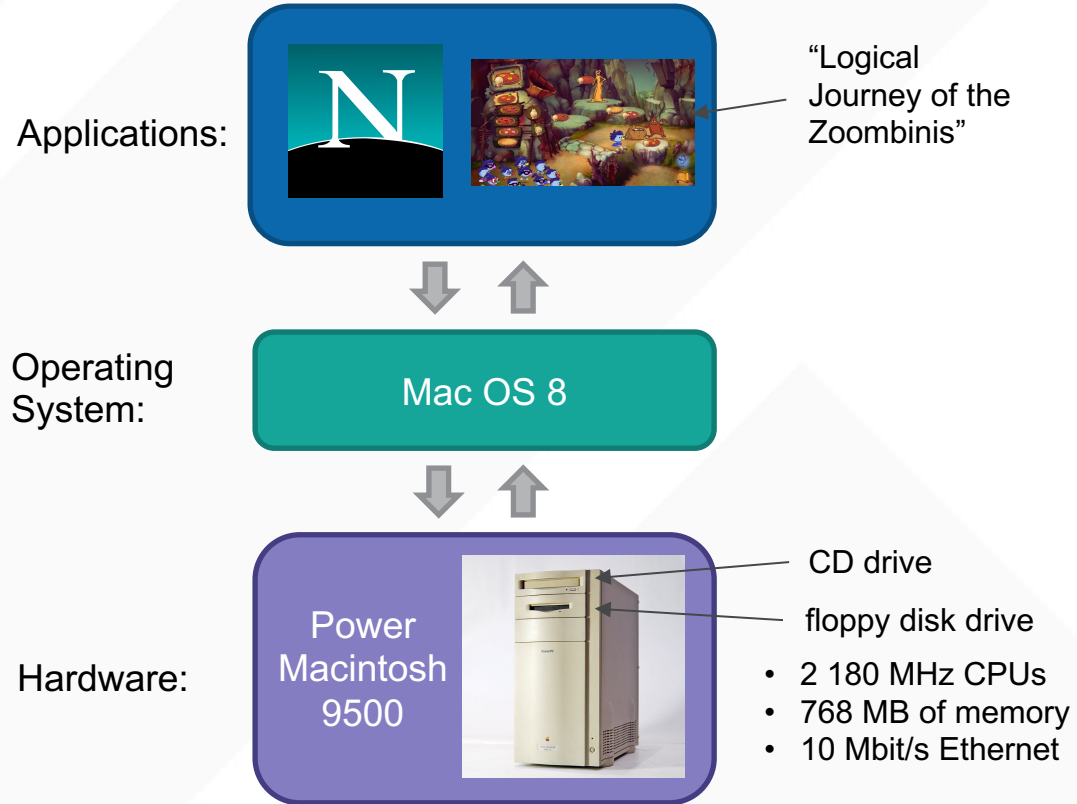 Applications:
N
“Logical
Journey of the
Zoombinis”
Operating
System:
Mac OS 8
Hardware:
Power
Macintosh
9500
CD drive
floppy disk drive
• 2 180 MHz CPUs
• 768 MB of memory
• 10 Mbit/s Ethernet